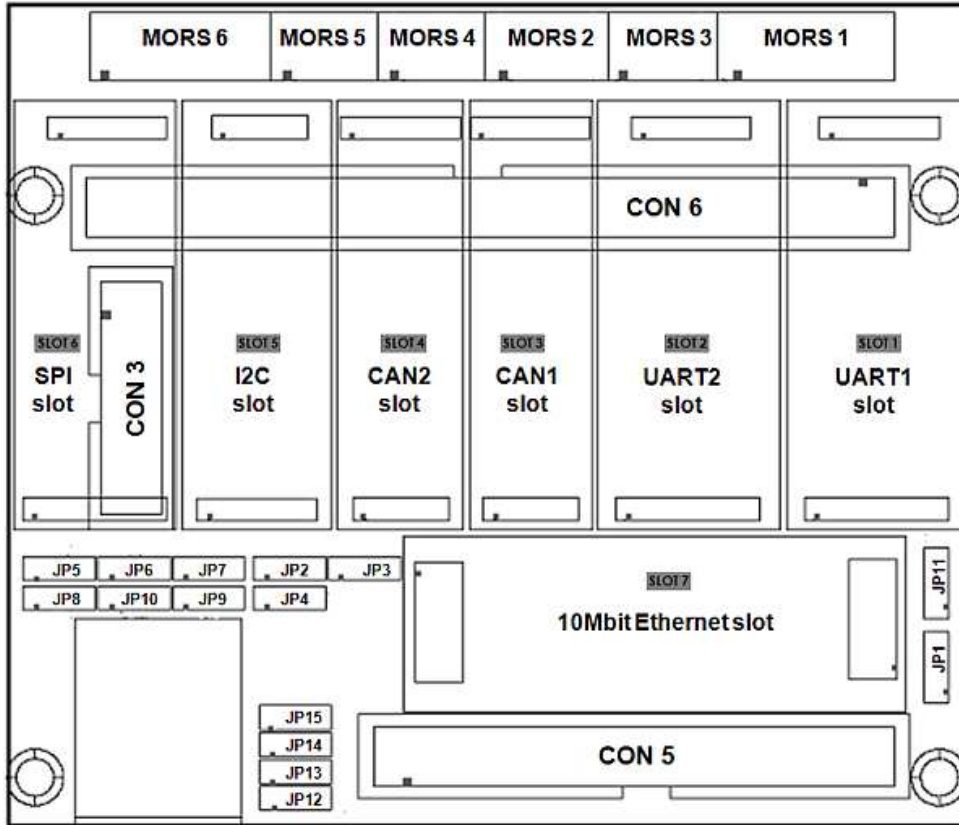 MORS 6 MORS 5 MORS 4 MORS 2 MORS 3 MORS 1
CON 6
SLOT 6 SLOT 5 SLOT 4 SLOT 3 SLOT 2 SLOT 1
SPI slot
CON 3
I2C slot
CAN2 slot
CAN1 slot
UART2 slot
UART1 slot
JP5 JP6 JP7 JP2 JP3
JP8 JP10 JP9 JP4
SLOT 7
10Mbit Ethernet slot
JP11
JP1
JP15
JP14
JP13
JP12
CON 5